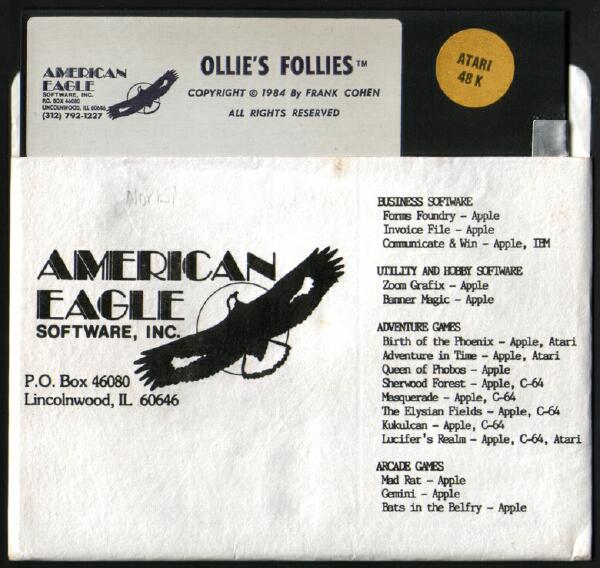 AMERICAN
EAGLE
SOFTWARE, INC.
P.O. BOX 46080
LINCOLNWOOD, ILL 60646
(312) 792-1227
OLLIE'S FOLLIES™
COPYRIGHT © 1984 By FRANK COHEN
ALL RIGHTS RESERVED
ATARI
48 K
AMERICAN
EAGLE
SOFTWARE, INC.
P.O. Box 46080
Lincolnwood, IL 60646
BUSINESS SOFTWARE
Forms Foundry - Apple
Invoice File - Apple
Communicate & Win - Apple, IBM
UTILITY AND HOBBY SOFTWARE
Zoom Grafix - Apple
Banner Magic - Apple
ADVENTURE GAMES
Birth of the Phoenix - Apple, Atari
Adventure in Time - Apple, Atari
Queen of Phobos - Apple
Sherwood Forest - Apple, C-64
Masquerade - Apple, C-64
The Elysian Fields - Apple, C-64
Kukulcan - Apple, C-64
Lucifer's Realm - Apple, C-64, Atari
ARCADE GAMES
Mad Rat - Apple
Gemini - Apple
Bats in the Belfry - Apple